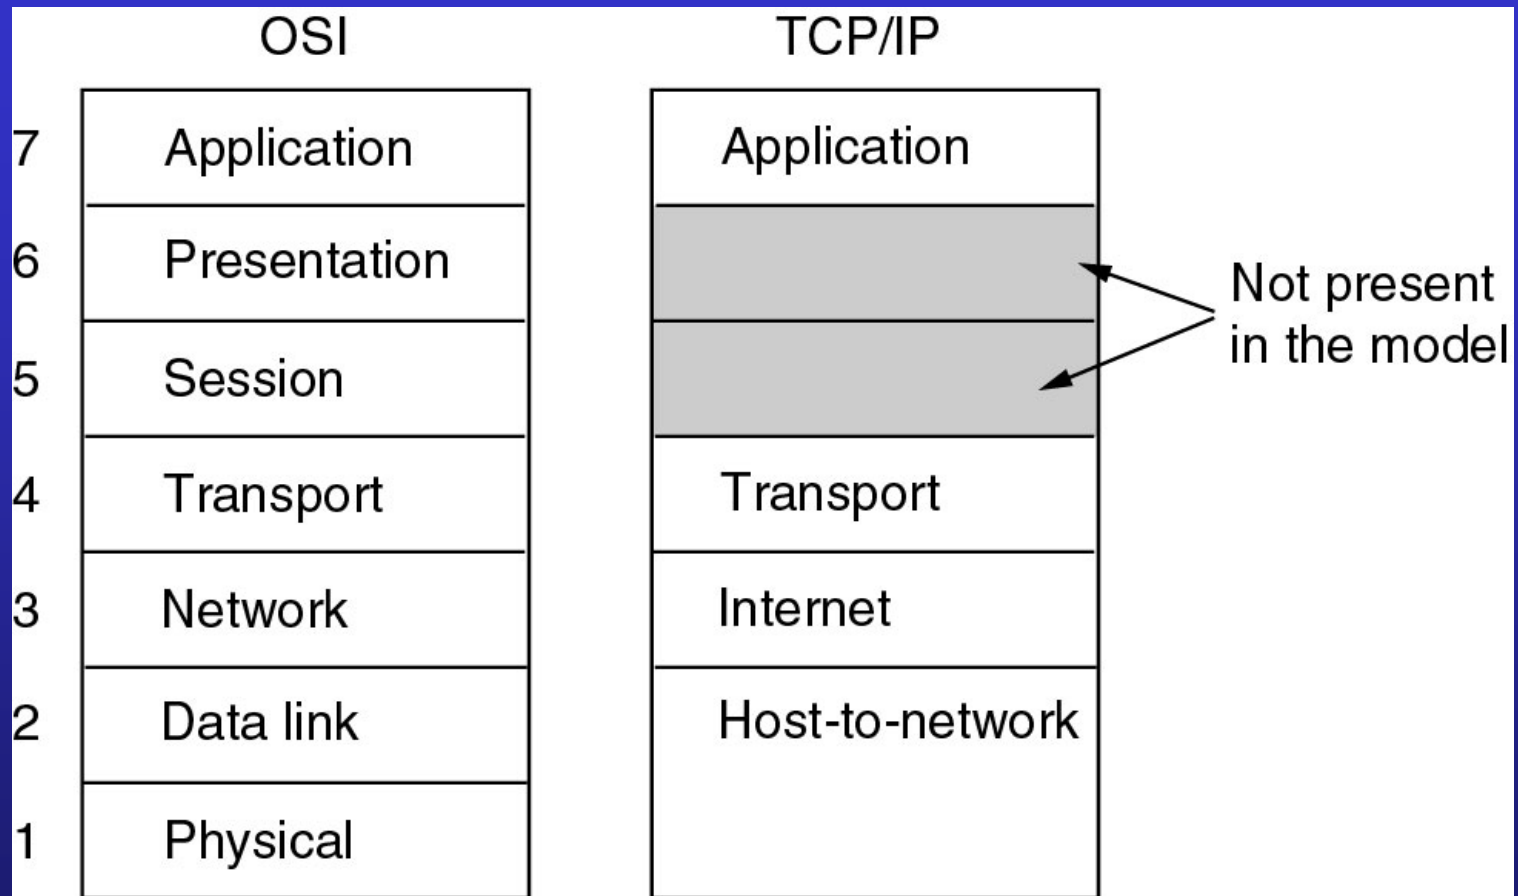 OSI TCP/IP
7 Application Application
6 Presentation
Not present
in the model
5 Session
4 Transport Transport
3 Network Internet
2 Data link Host-to-network
1 Physical